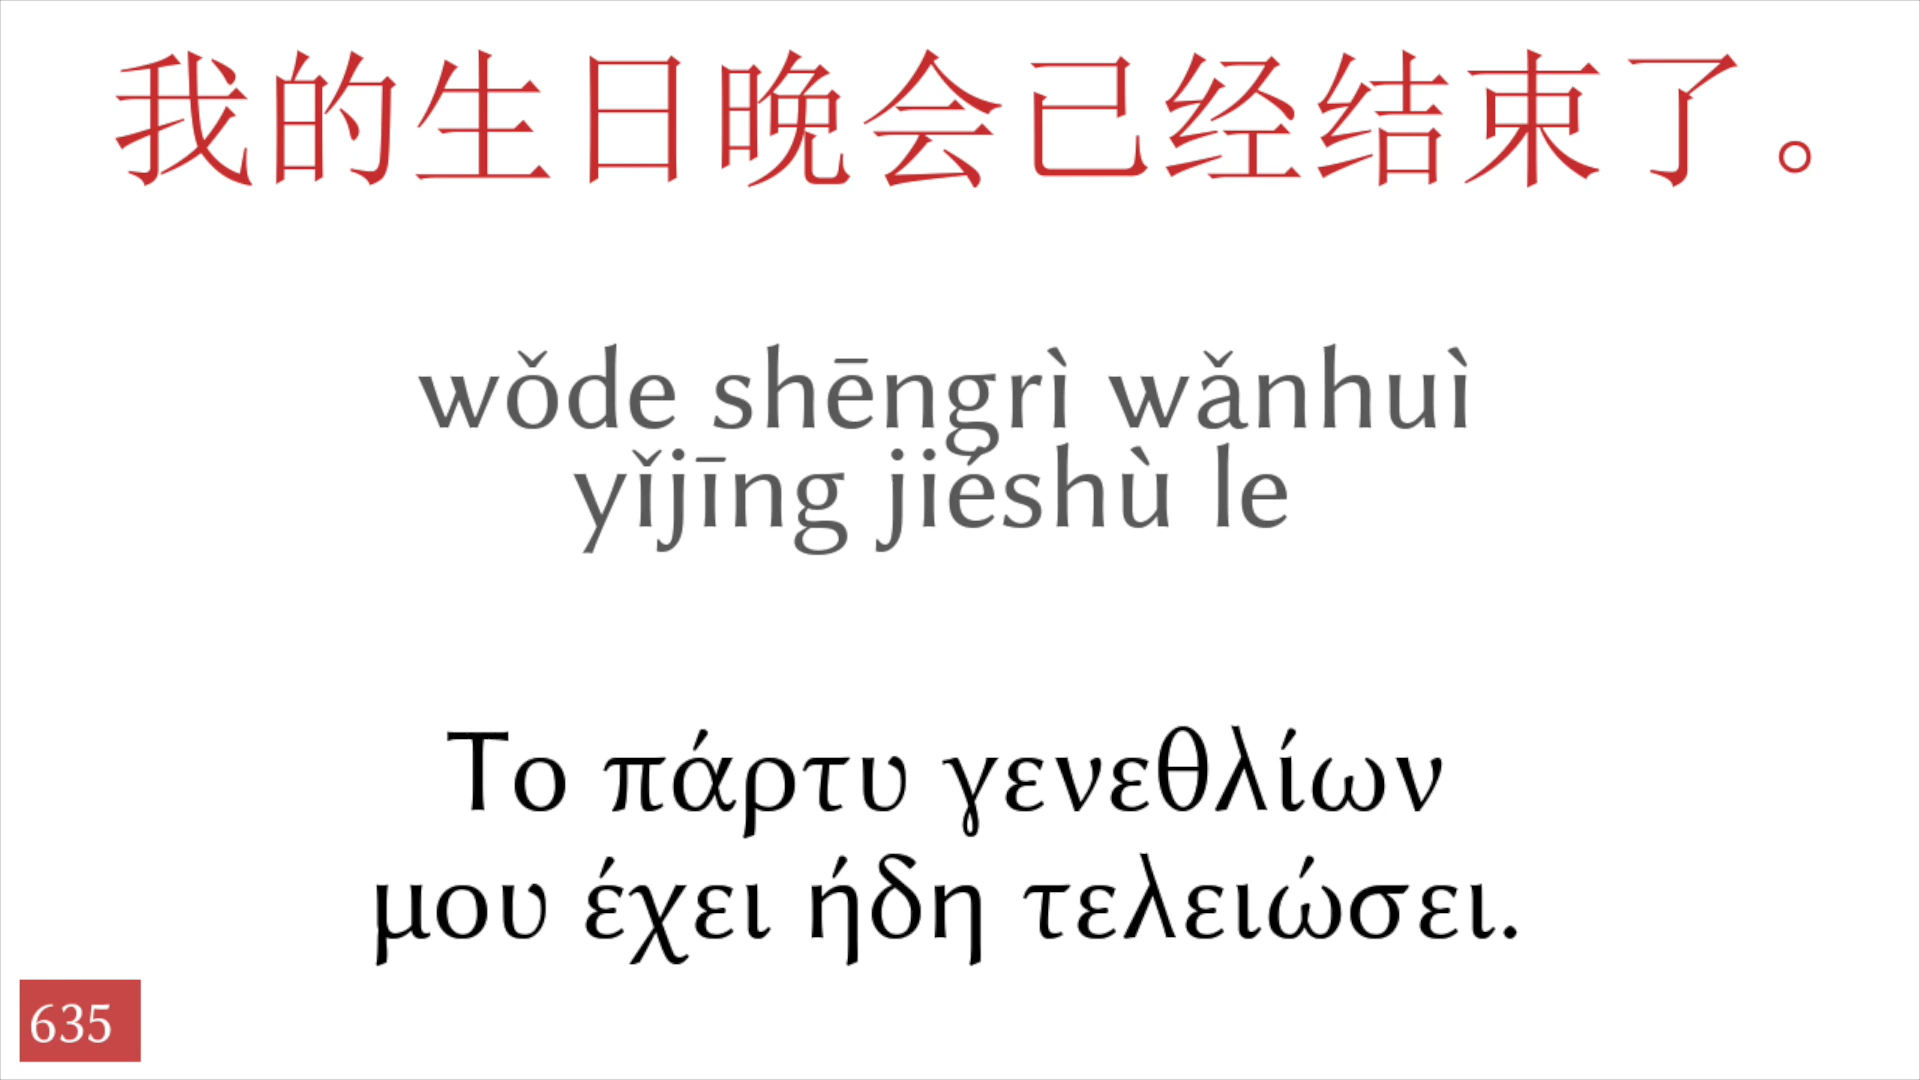 我的生日晚会已经结束了。
wǒde shēngrì wǎnhuì
yǐjīng jiéshù le
Το πάρτυ γενεθλίων
μου έχει ήδη τελειώσει.
635